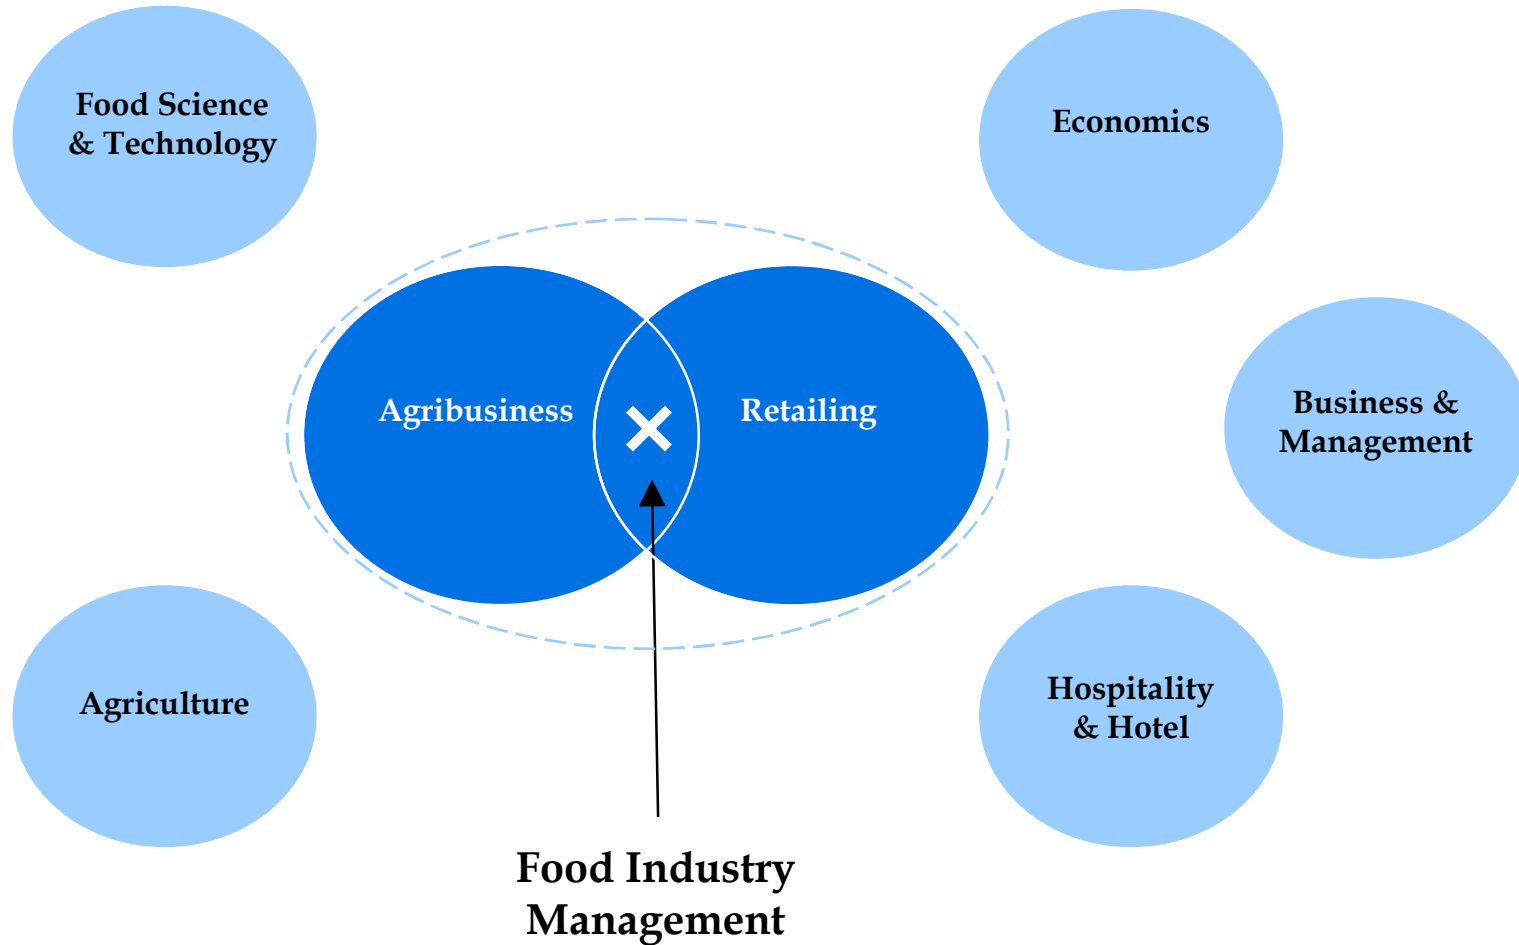 Food Science
& Technology
Economics
Agribusiness
Retailing
Business &
Management
Agriculture
Hospitality
& Hotel
Food Industry
Management